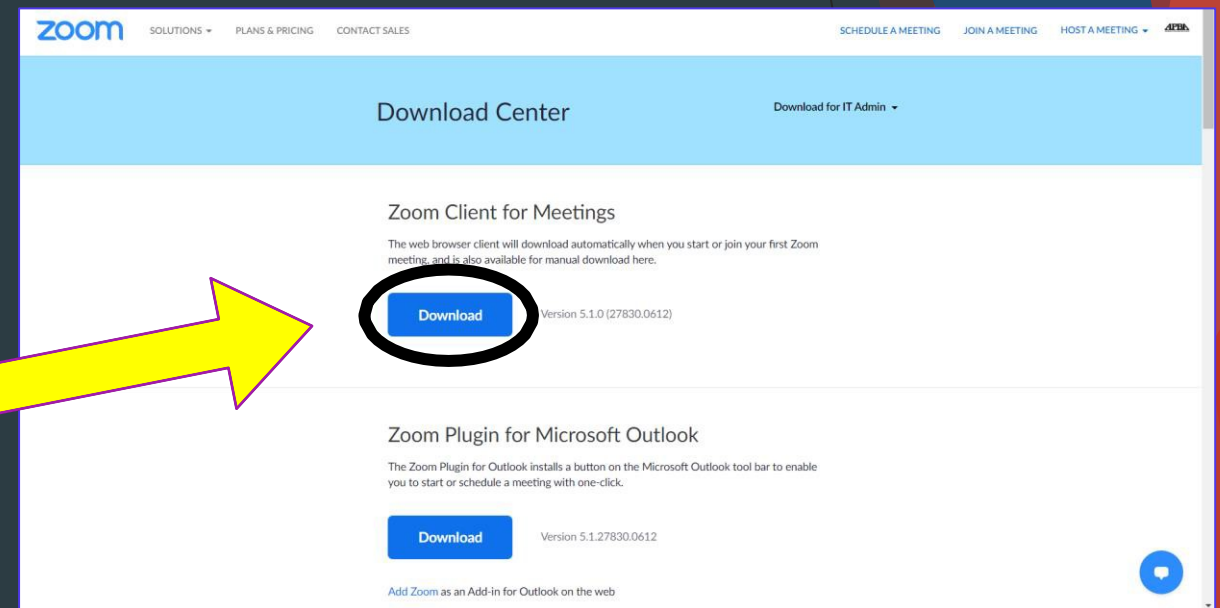 zoom SOLUTIONS PLANS & PRICING CONTACT SALES SCHEDULE A MEETING JOIN A MEETING HOST A MEETING APBA
Download Center Download for IT Admin
Zoom Client for Meetings
The web browser client will download automatically when you start or join your first Zoom
meeting, and is also available for manual download here.
Download Version 5.1.0 (27830.0612)
Zoom Plugin for Microsoft Outlook
The Zoom Plugin for Outlook installs a button on the Microsoft Outlook tool bar to enable
you to start or schedule a meeting with one-click.
Download Version 5.1.27830.0612
Add Zoom as an Add-in for Outlook on the web